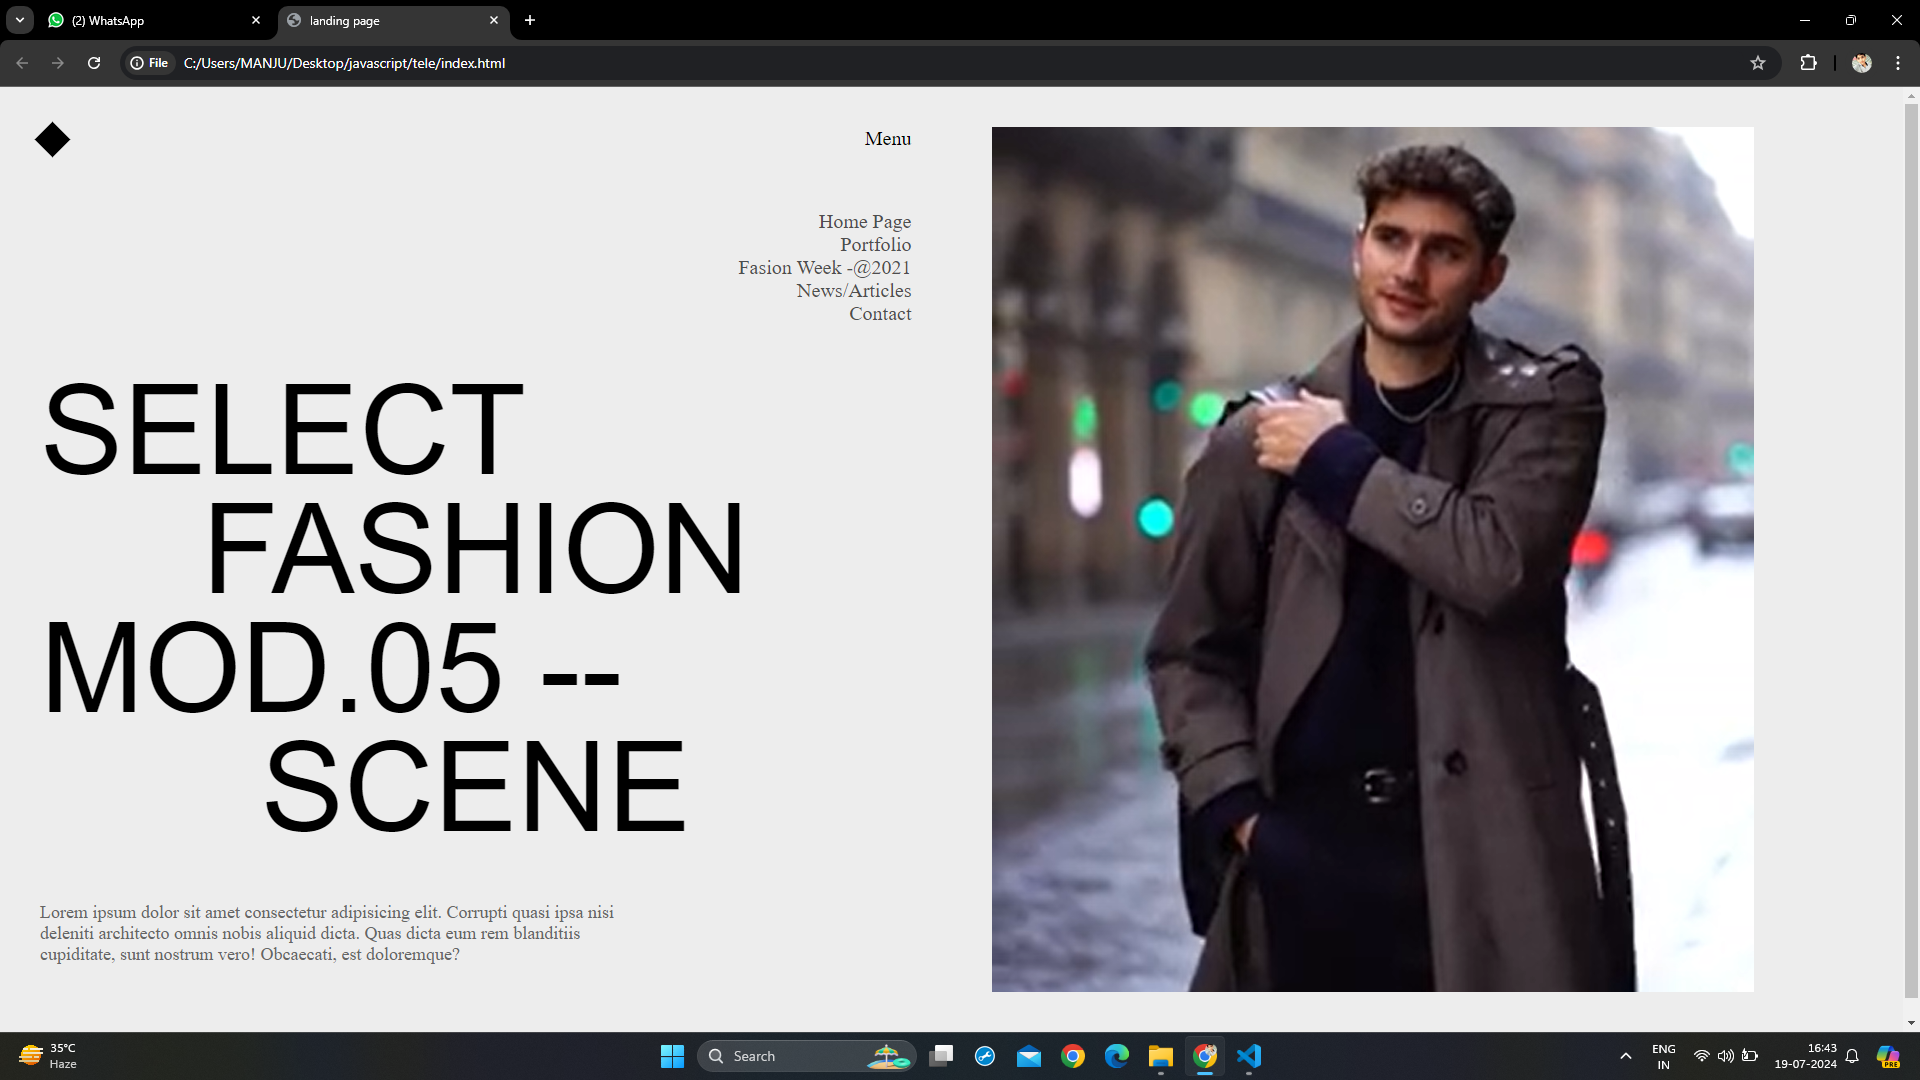 (2) WhatsApp
landing page
File
C:/Users/MANJU/Desktop/javascript/tele/index.html
Menu
Home Page
Portfolio
Fasion Week -@2021
News/Articles
Contact
SELECT
FASHION
MOD.05 --
SCENE
Lorem ipsum dolor sit amet consectetur adipisicing elit. Corrupti quasi ipsa nisi
deleniti architecto omnis nobis aliquid dicta. Quas dicta eum rem blanditiis
cupiditate, sunt nostrum vero! Obcaecati, est doloremque?
35°C
Haze
Search
ENG
IN
16:43
19-07-2024
PRE